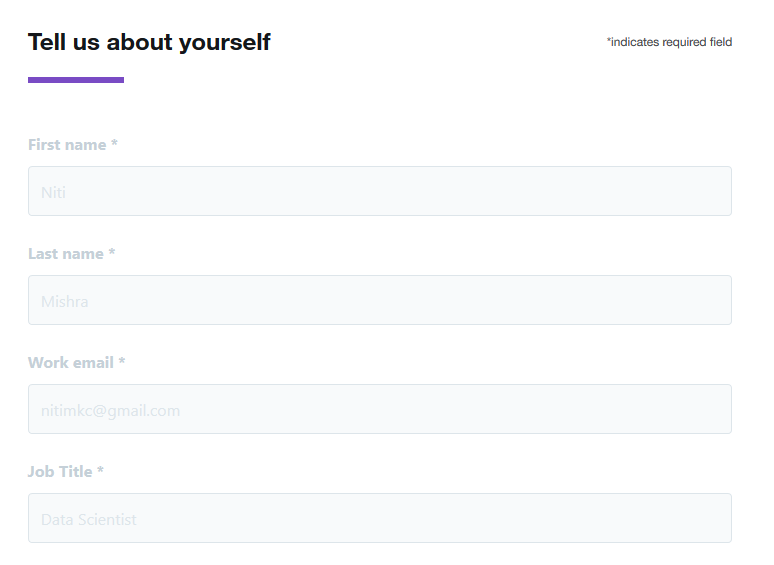 Tell us about yourself
*indicates required field
First name *
Niti
Last name *
Mishra
Work email *
nitimkc@gmail.com
Job Title *
Data Scientist